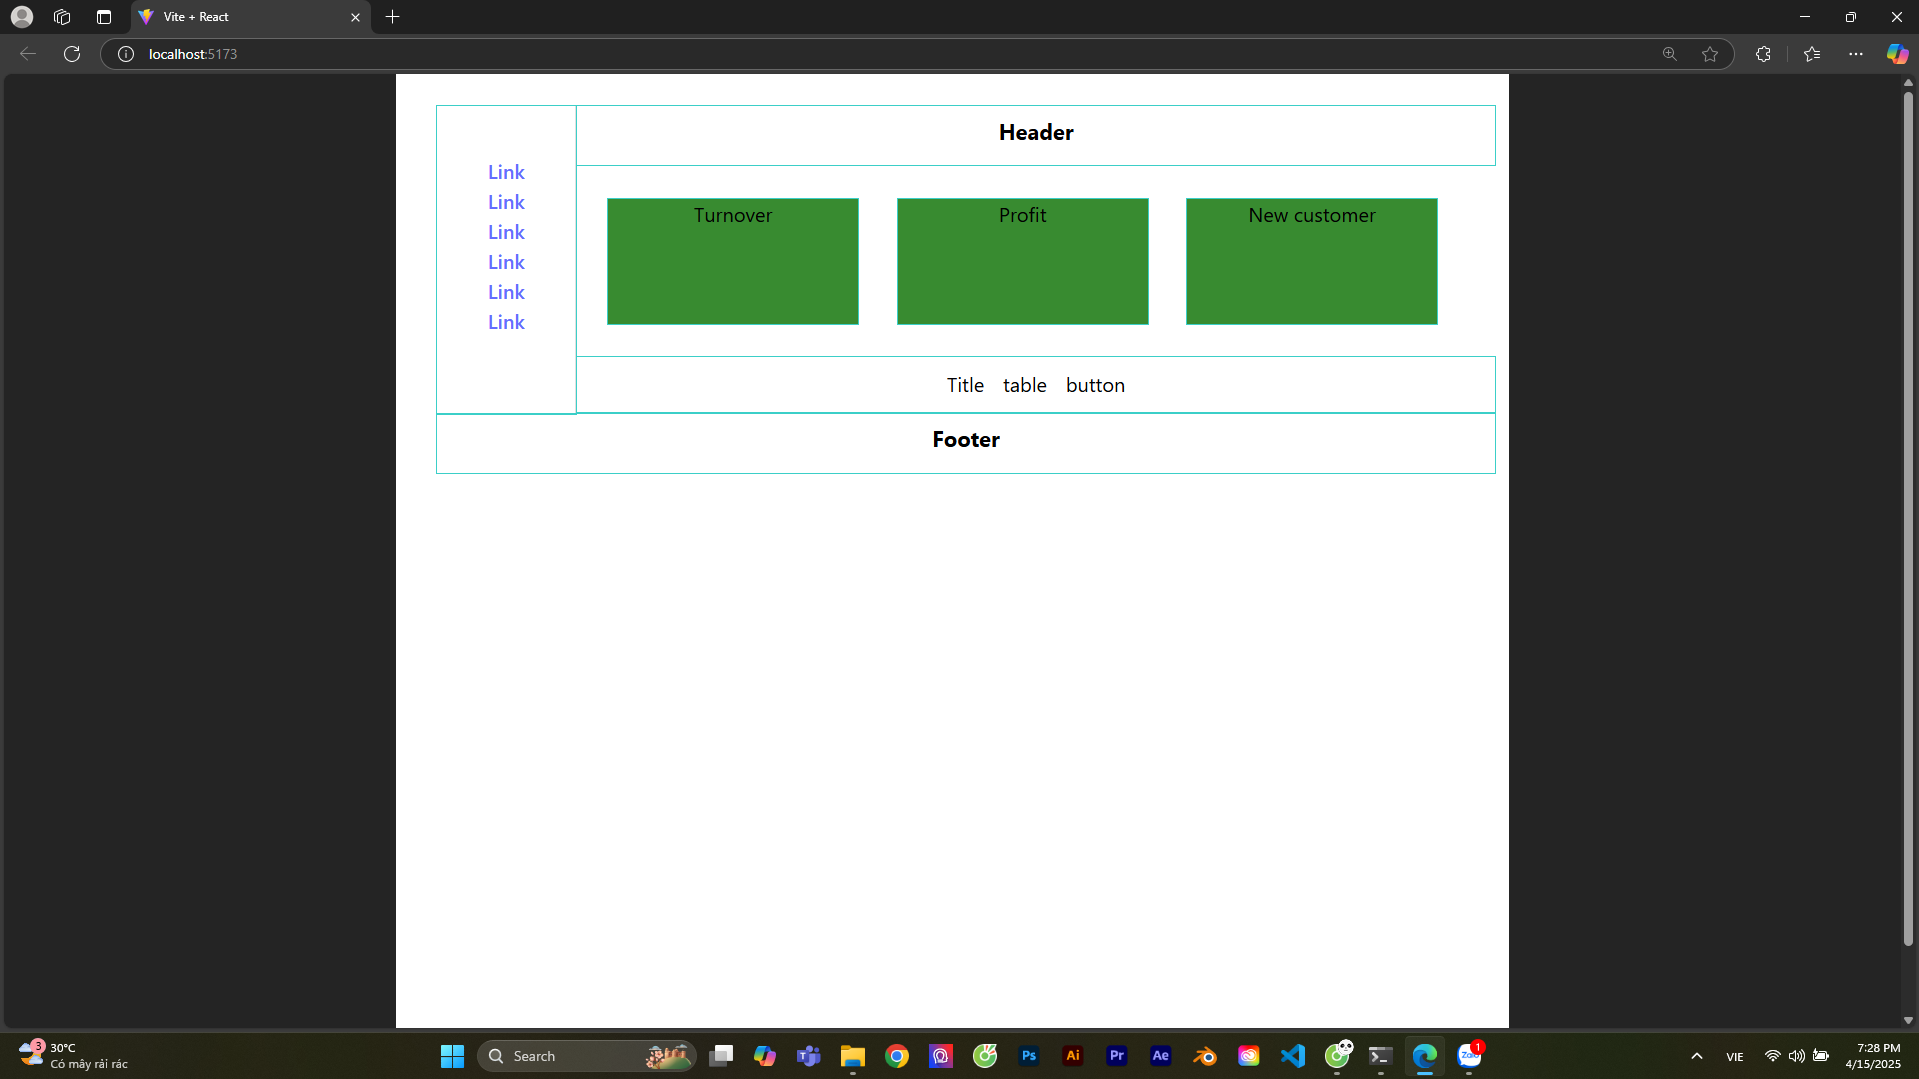 Vite + React
localhost:5173
Header
Link
Link
Link
Link
Link
Link
Turnover
Profit
New customer
Title table button
Footer
3
30°C
Có mây rải rác
Search
Ps
Ai
Pr
Ae
Zalo
1
VIE
7:28 PM
4/15/2025